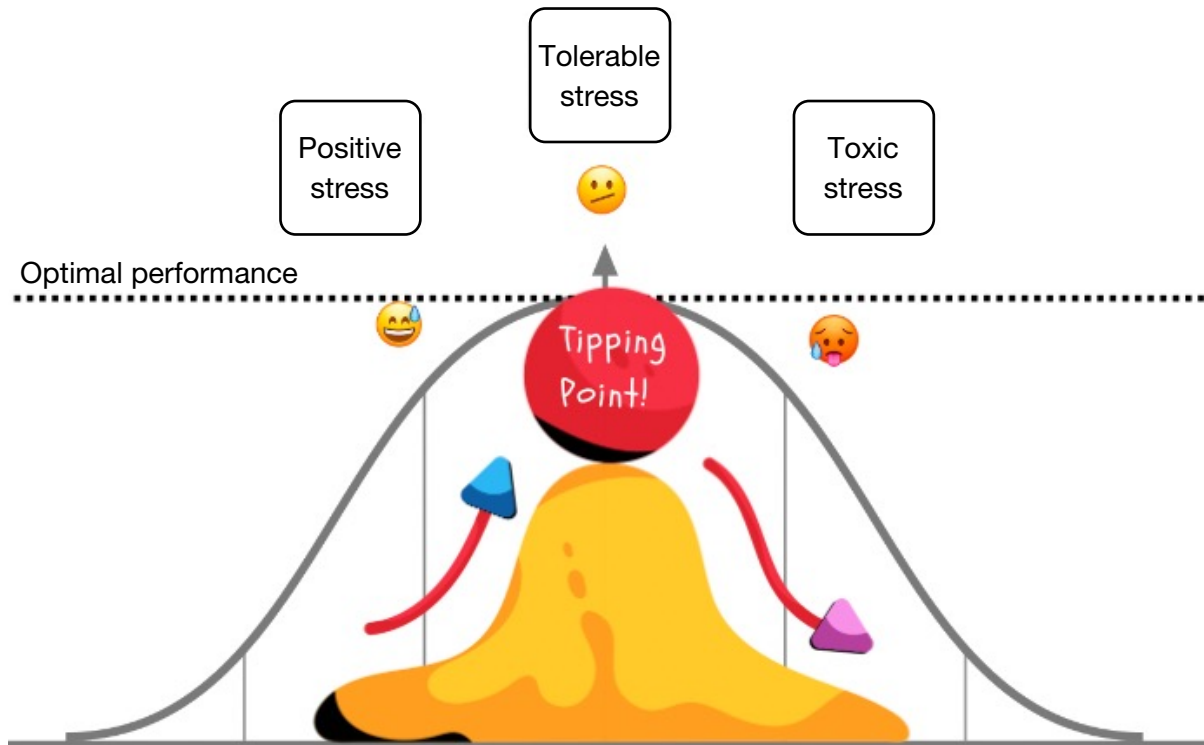 Tolerable
stress
Positive
stress
Toxic
stress
Optimal performance
Tipping
Point!